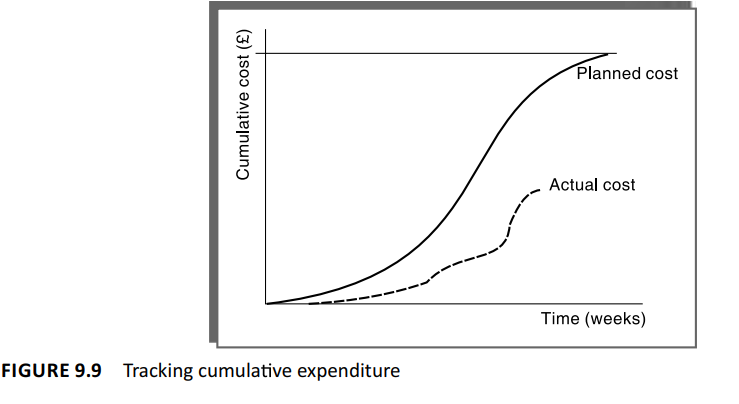 Cumulative cost (£)
Planned cost
Actual cost
Time (weeks)
FIGURE 9.9 Tracking cumulative expenditure